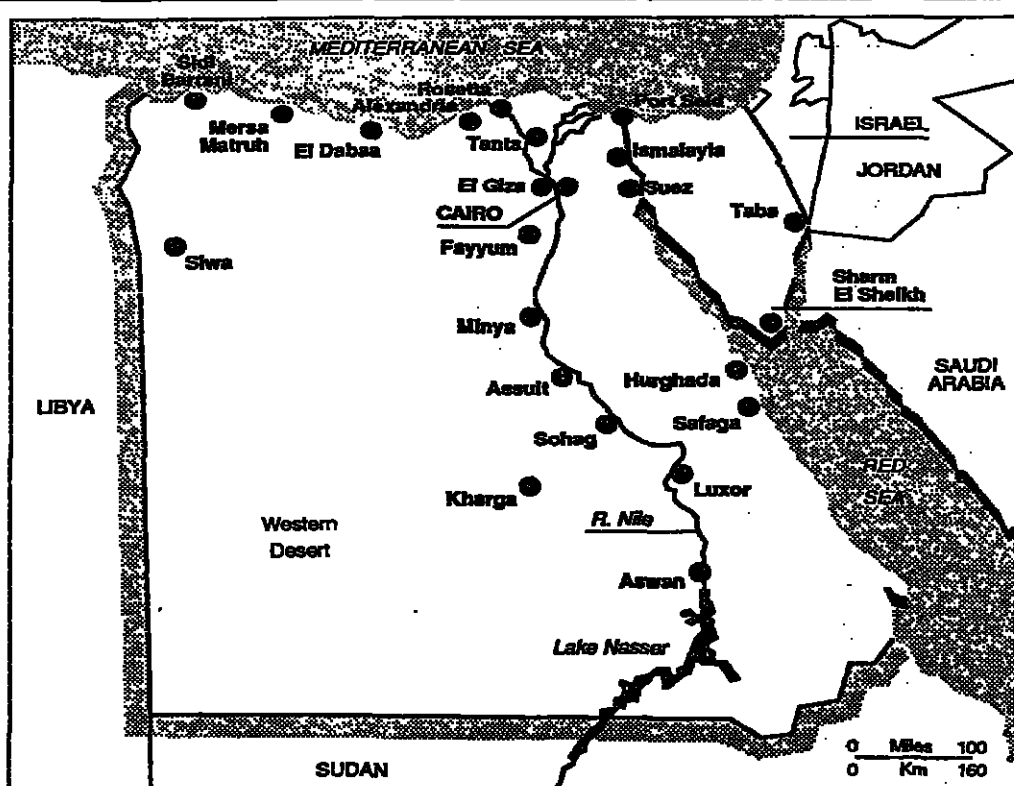 MEDITERRANEAN SEA
Sidi
Barrani
Rosetta
Alexandria
Port Said
Mersa
Matruh
El Dabaa
Tanta
Ismalayia
ISRAEL
JORDAN
El Giza
Suez
CAIRO
Taba
Fayyum
Siwa
Sharm
El Sheikh
Minya
SAUDI
ARABIA
Assuit
Hurghada
LIBYA
Safaga
Sohag
RED
SEA
Kharga
Luxor
Western
Desert
R. Nile
Aswan
Lake Nasser
0 Miles 100
0 Km 160
SUDAN